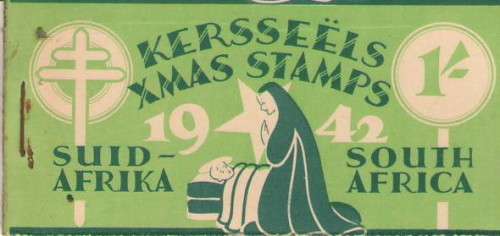 KERSSEËLS
XMAS STAMPS
1/-
1942
SUID-
AFRIKA
SOUTH
AFRICA